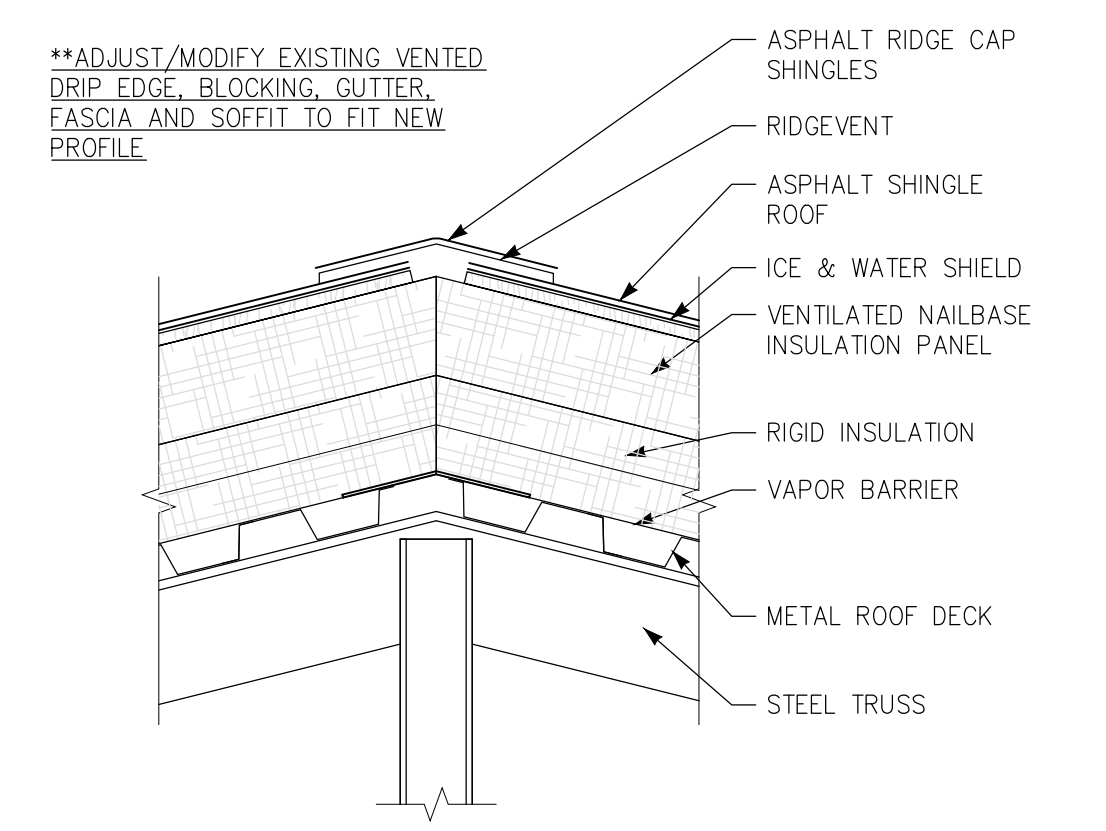 **ADJUST/MODIFY EXISTING VENTED
DRIP EDGE, BLOCKING, GUTTER,
FASCIA AND SOFFIT TO FIT NEW
PROFILE
ASPHALT RIDGE CAP
SHINGLES
RIDGEVENT
ASPHALT SHINGLE
ROOF
ICE & WATER SHIELD
VENTILATED NAILBASE
INSULATION PANEL
RIGID INSULATION
VAPOR BARRIER
METAL ROOF DECK
STEEL TRUSS